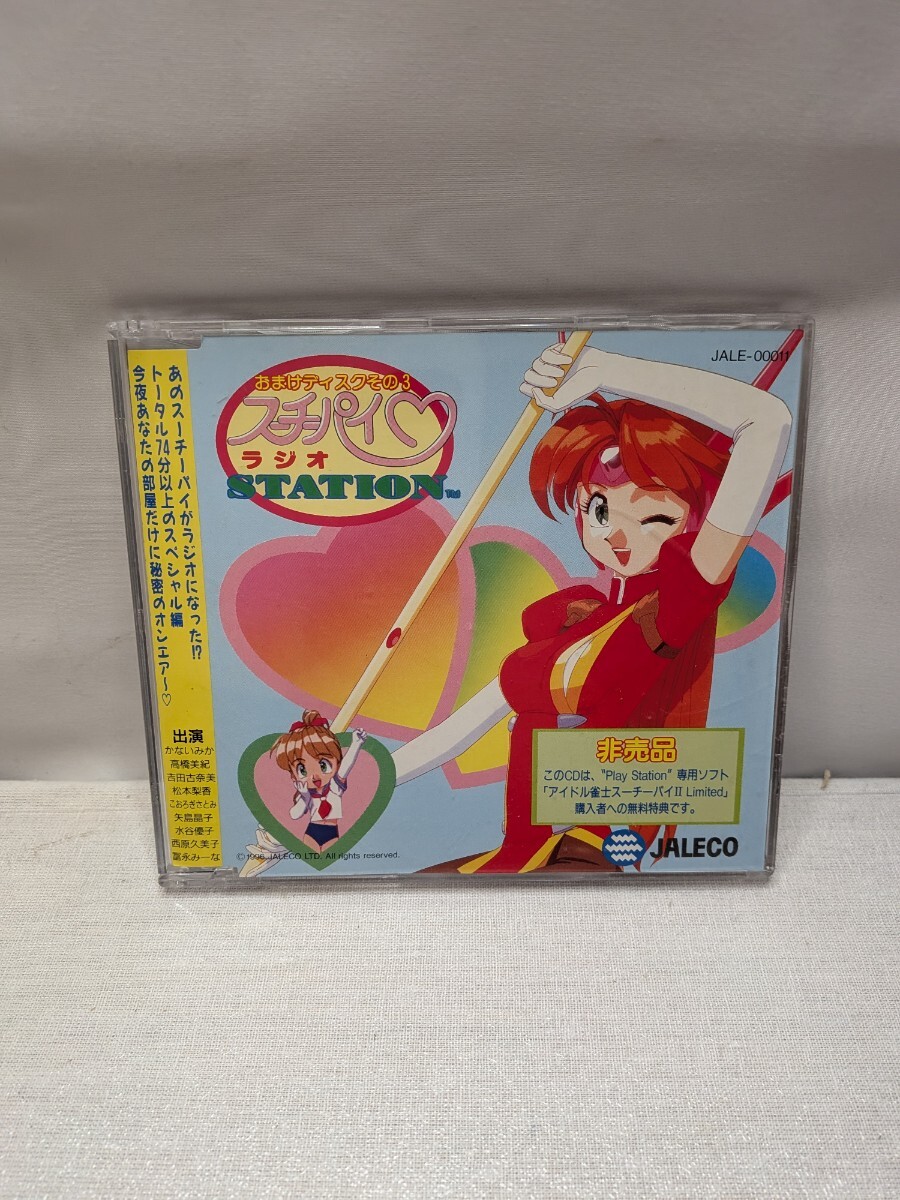 あのスーチーパイがラジオになった!?
トータル74分以上のスペシャル編
今夜あなたの部屋だけに秘密のオンエア〜♡
出演
かないみか
高橋美紀
吉田古奈美
松本梨香
こおろぎさとみ
矢島晶子
水谷優子
西原久美子
冨永みーな
JALE-00011
おまけディスクその3
スーチーパイ♡
ラジオ
STATION TM
非売品
このCDは、"Play Station"専用ソフト
「アイドル雀士スーチーパイII Limited」
購入者への無料特典です。
JALECO
©1996 JALECO LTD. All rights reserved.